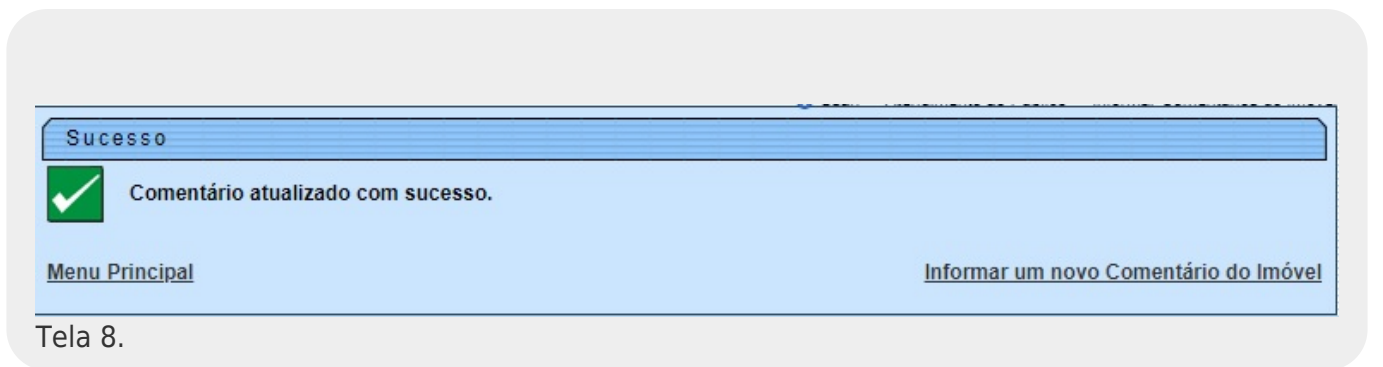 Sucesso
Comentário atualizado com sucesso.
Menu Principal
Informar um novo Comentário do Imóvel
Tela 8.